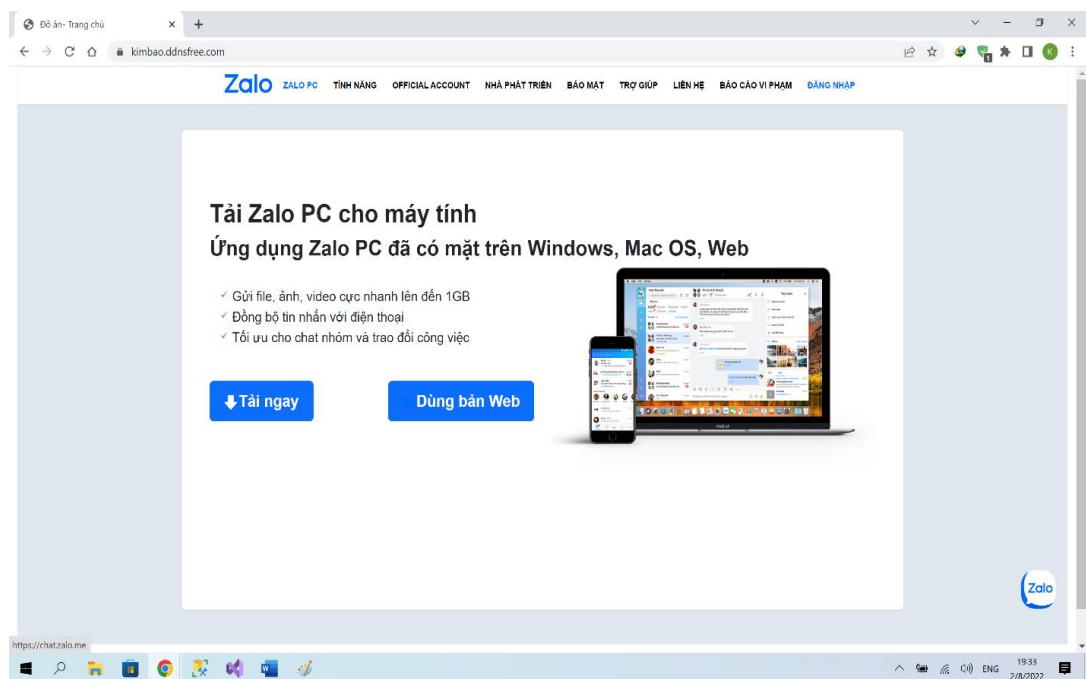 Đồ án- Trang chủ
kimbao.ddnsfree.com
Zalo ZALO PC TÍNH NĂNG OFFICIAL ACCOUNT NHÀ PHÁT TRIỂN BẢO MẬT TRỢ GIÚP LIÊN HỆ BÁO CÁO VI PHẠM ĐĂNG NHẬP
Tải Zalo PC cho máy tính
Ứng dụng Zalo PC đã có mặt trên Windows, Mac OS, Web
Gửi file, ảnh, video cực nhanh lên đến 1GB
Đồng bộ tin nhắn với điện thoại
Tối ưu cho chat nhóm và trao đổi công việc
Tải ngay
Dùng bản Web
Zalo
https://chat.zalo.me
ENG
19:33
2/8/2022